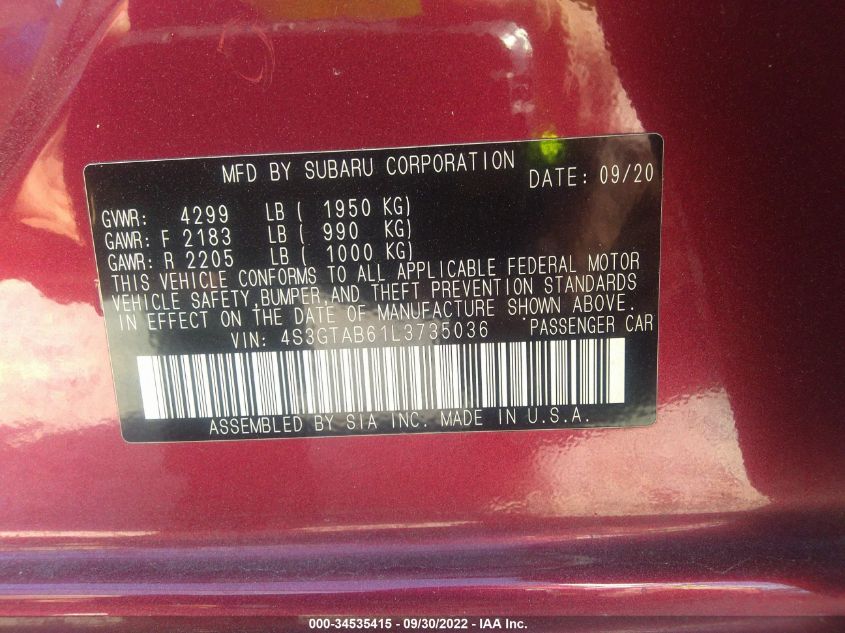 MFD BY SUBARU CORPORATION DATE: 09/20
GVWR: 4299 LB ( 1950 KG)
GAWR: F 2183 LB ( 990 KG)
GAWR: R 2205 LB ( 1000 KG)
THIS VEHICLE CONFORMS TO ALL APPLICABLE FEDERAL MOTOR
VEHICLE SAFETY,BUMPER,AND THEFT PREVENTION STANDARDS
IN EFFECT ON THE DATE OF MANUFACTURE SHOWN ABOVE.
VIN: 4S3GTAB61L3735036 *PASSENGER CAR
ASSEMBLED BY SIA INC. MADE IN U.S.A.
000-34535415 - 09/30/2022 - IAA Inc.